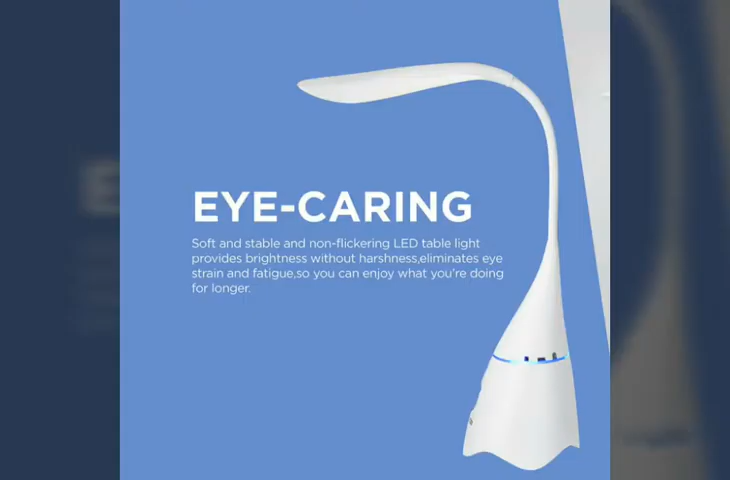 EYE-CARING
Soft and stable and non-flickering LED table light
provides brightness without harshness,eliminates eye
strain and fatigue,so you can enjoy what you're doing
for longer.